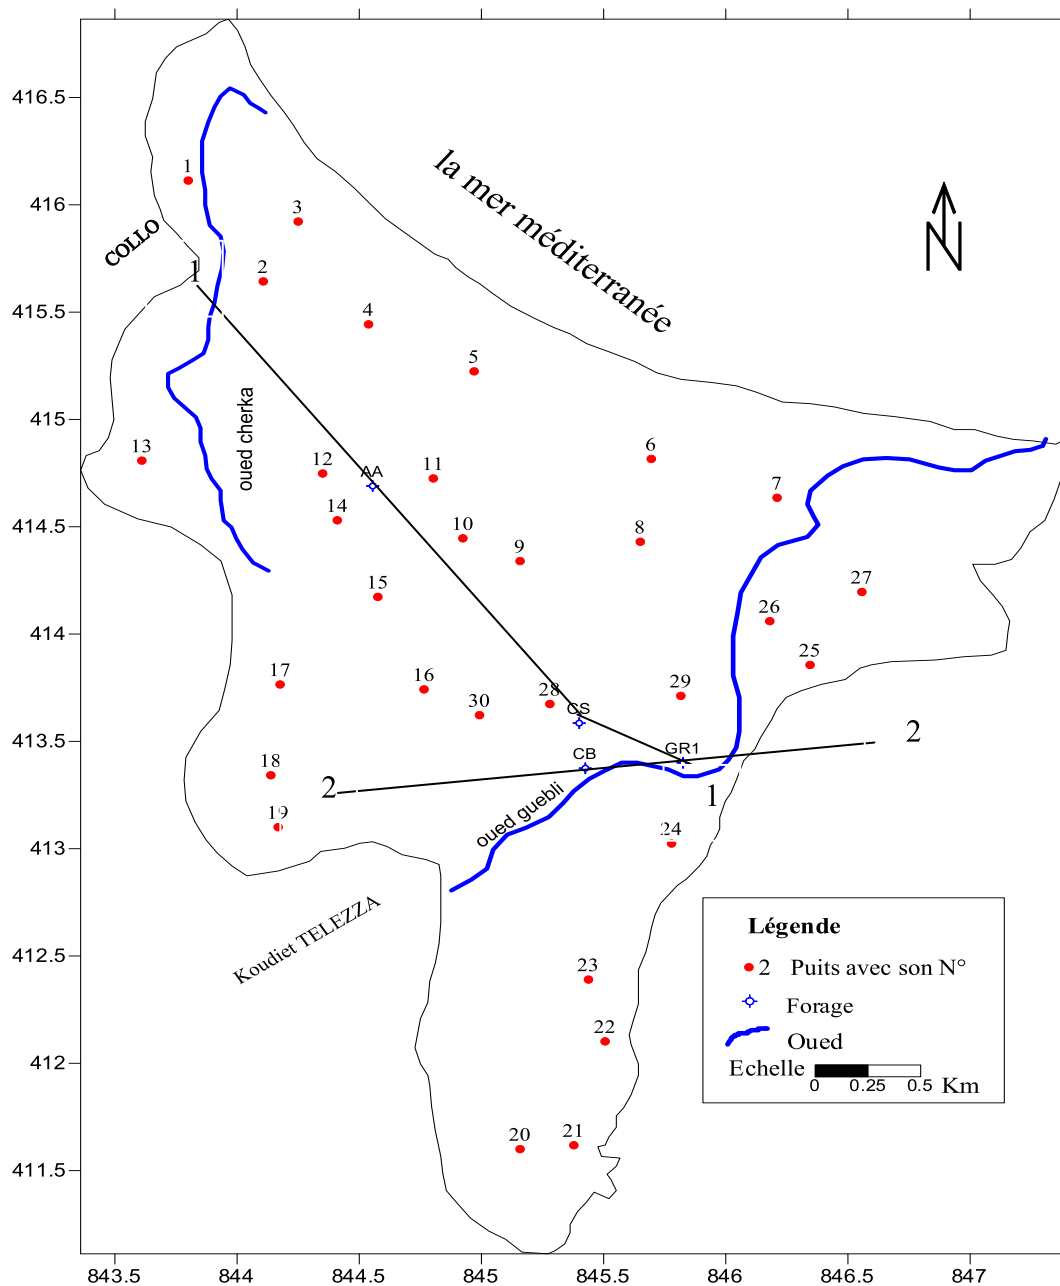 416.5
416
415.5
415
414.5
414
413.5
413
412.5
412
411.5
843.5 844 844.5 845 845.5 846 846.5 847
la mer méditerranée
N
COLLO
1
1
2
3
4
5
6
7
8
9
10
11
12
AA
13
14
15
16
17
18
19
20
21
22
23
24
25
26
27
28
CS
29
30
CB
GR1
2
2
1
oued cherka
oued guebli
Koudiet TELEZZA
Légende
2 Puits avec son N°
Forage
Oued
Echelle
0 0.25 0.5 Km